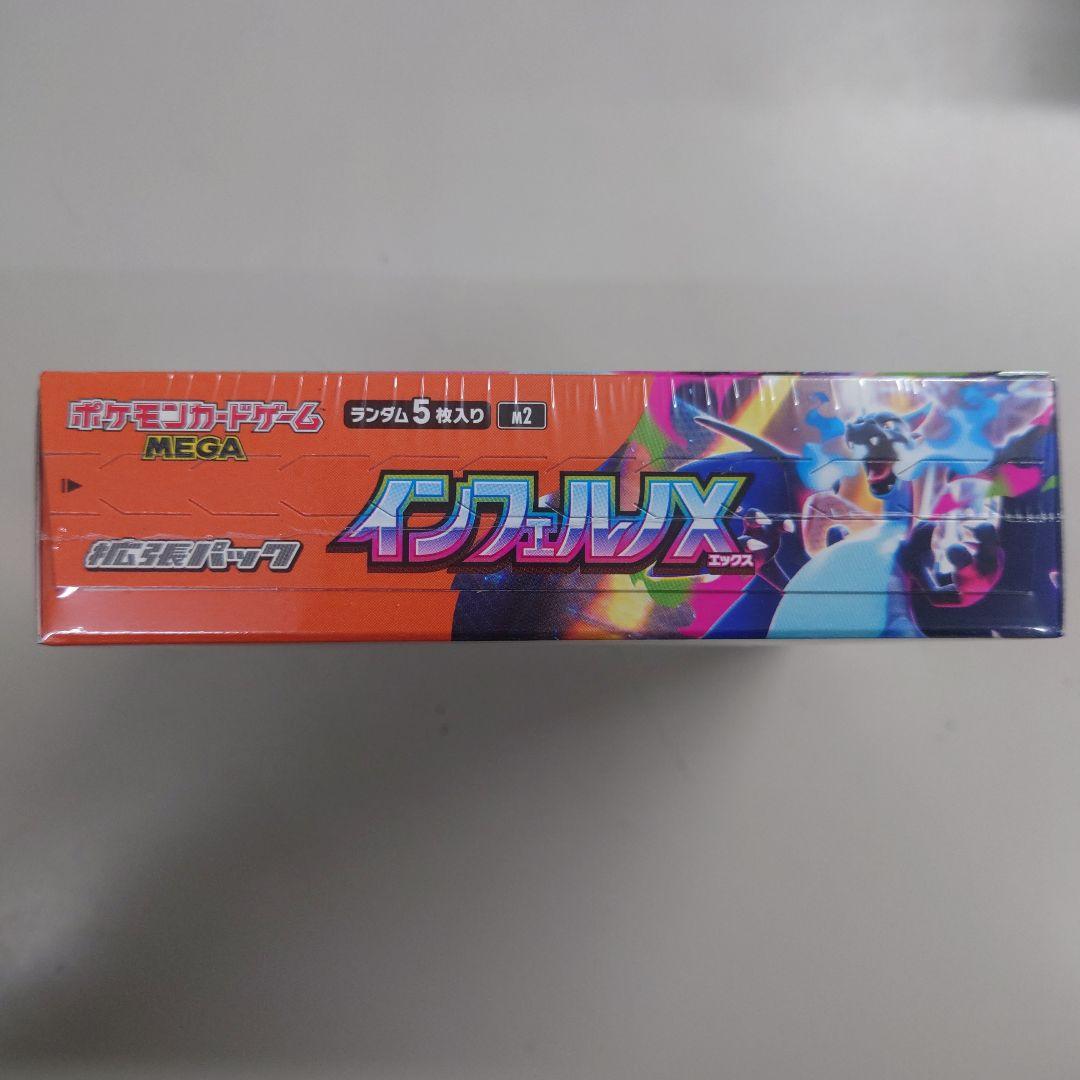 ポケモンカードゲーム
MEGA
ランダム5枚入り
M2
拡張パック
インフェルノX
エックス